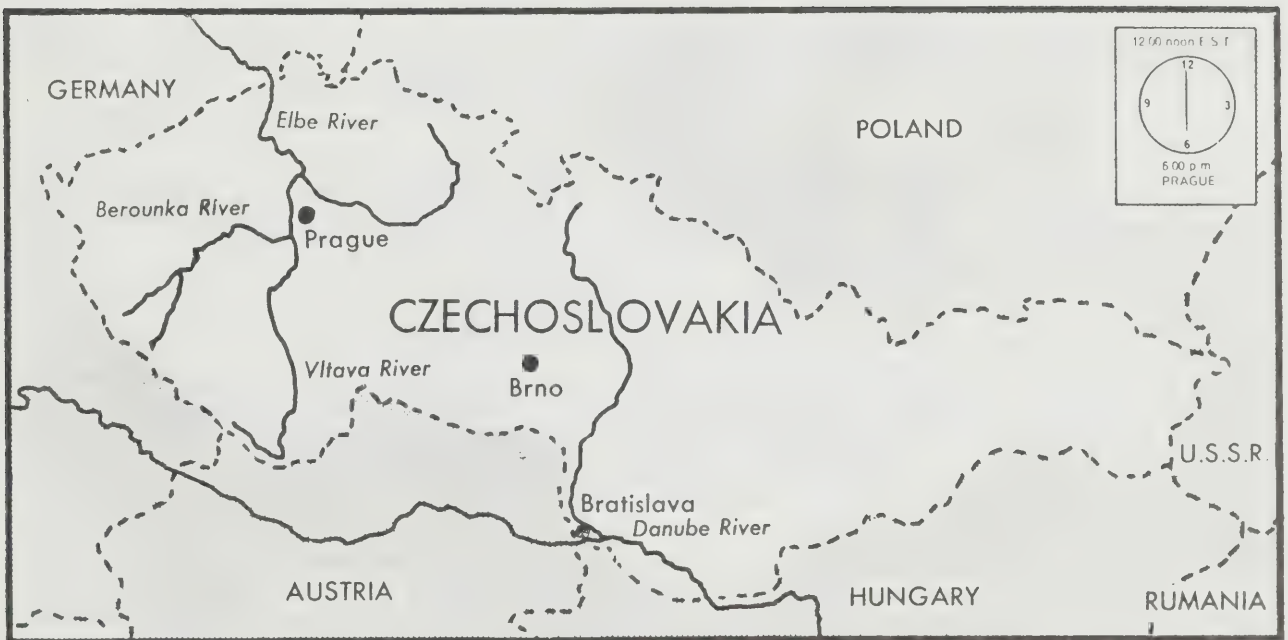 GERMANY
Elbe River
POLAND
12:00 noon E.S.T.
12
9
3
6
6:00 p.m.
PRAGUE
Berounka River
Prague
CZECHOSLOVAKIA
Vltava River
Brno
U.S.S.R.
Bratislava
Danube River
AUSTRIA
HUNGARY
RUMANIA